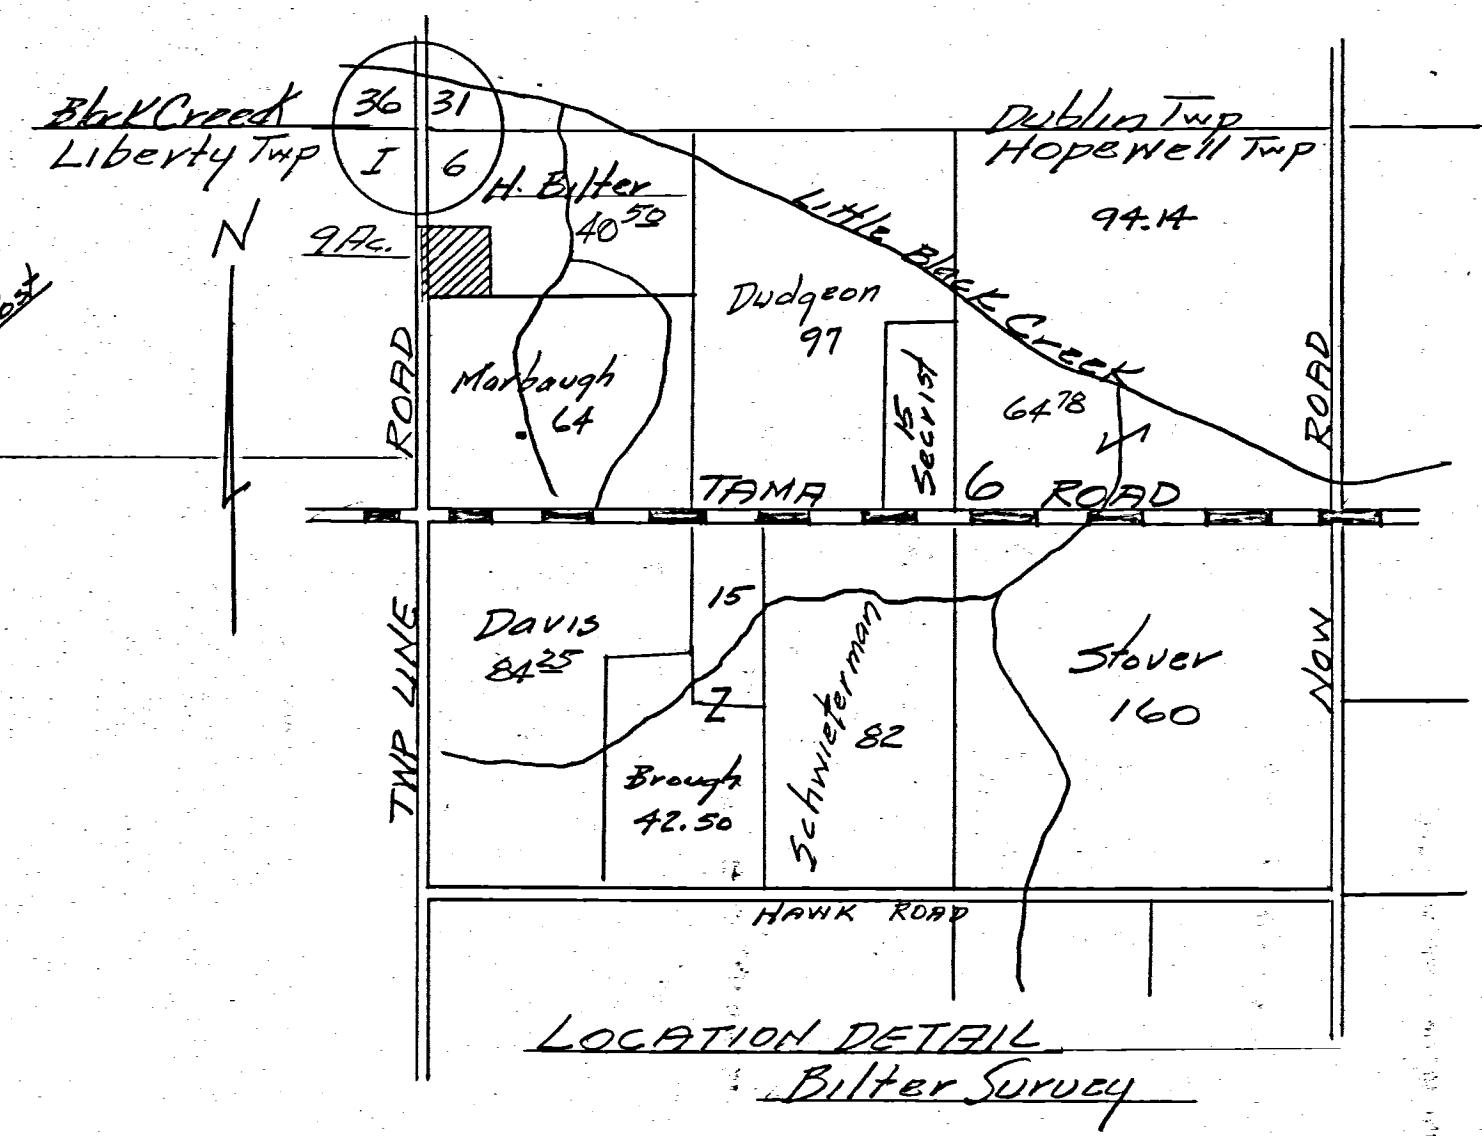 36 31
Black Creek
Liberty Twp
I 6
Dublin Twp
Hopewell Twp
H. Bilter
40 50
94.14
N
9 Ac.
ost
Little Black Creek
Dudgeon
97
Marbaugh
64
15
Secrist
64 78
ROAD
ROAD
TAMA 6 ROAD
15
Davis
84 25
Z
Stover
160
Schwieterman
82
Brough
42.50
TWP LINE
NOW
HAWK ROAD
LOCATION DETAIL
Bilter Survey